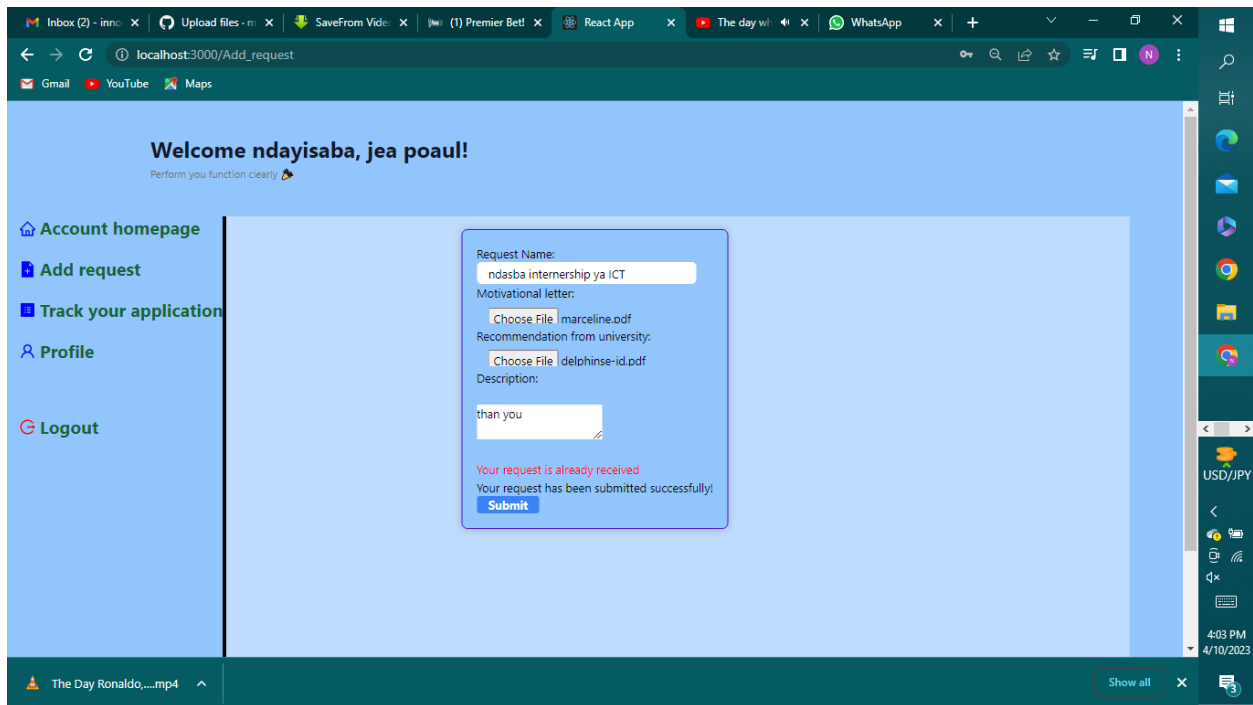 Inbox (2) - inno
Upload files · m
SaveFrom Video
(1) Premier Bet!
React App
The day wh
WhatsApp
localhost:3000/Add_request
N
Gmail
YouTube
Maps
Welcome ndayisaba, jea poaul!
Perform you function clearly
Account homepage
Add request
Track your application
Profile
Logout
Request Name:
ndasba internership ya ICT
Motivational letter:
Choose File marceline.pdf
Recommendation from university:
Choose File delphinse-id.pdf
Description:
than you
Your request is already received
Your request has been submitted successfully!
Submit
USD/JPY
4:03 PM
4/10/2023
The Day Ronaldo,....mp4
Show all
3